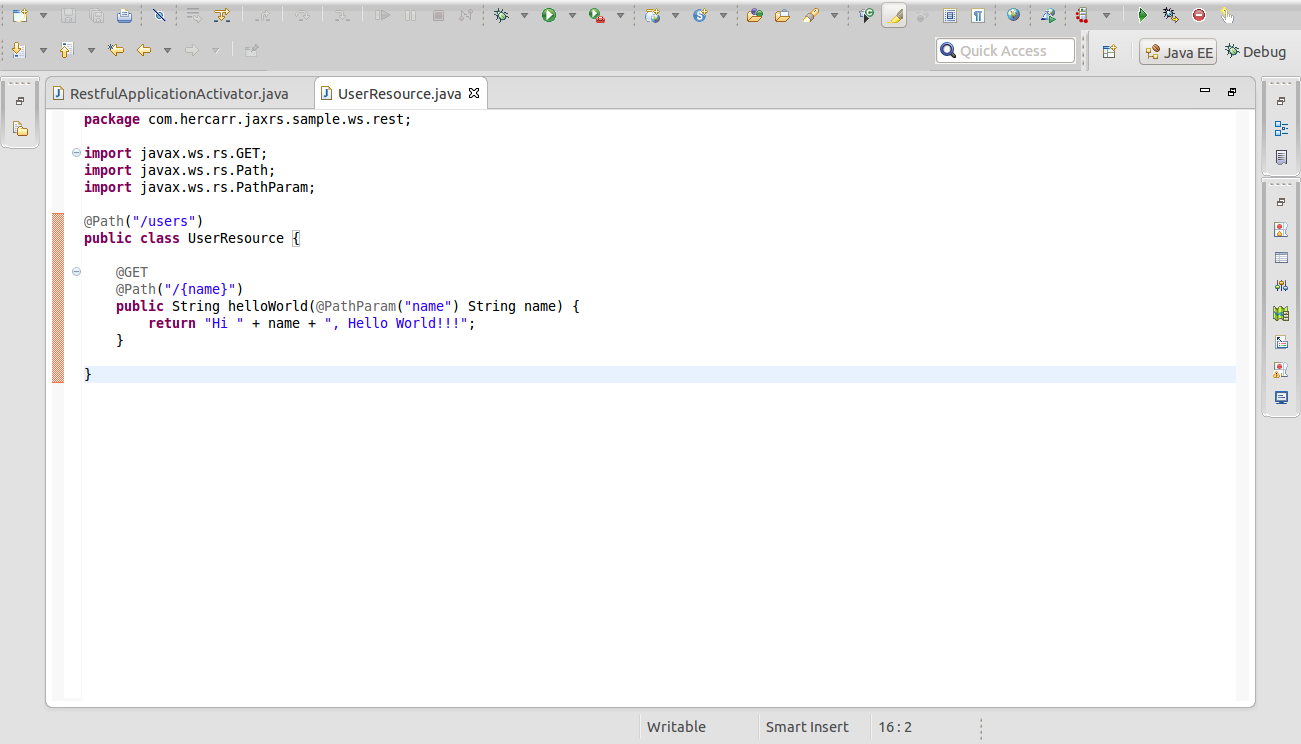 Quick Access
Java EE
Debug
RestfulApplicationActivator.java
UserResource.java
package com.hercarr.jaxrs.sample.ws.rest;
import javax.ws.rs.GET;
import javax.ws.rs.Path;
import javax.ws.rs.PathParam;
@Path("/users")
public class UserResource {
@GET
@Path("/{name}")
public String helloWorld(@PathParam("name") String name) {
return "Hi " + name + ", Hello World!!!";
}
}
Writable
Smart Insert
16 : 2